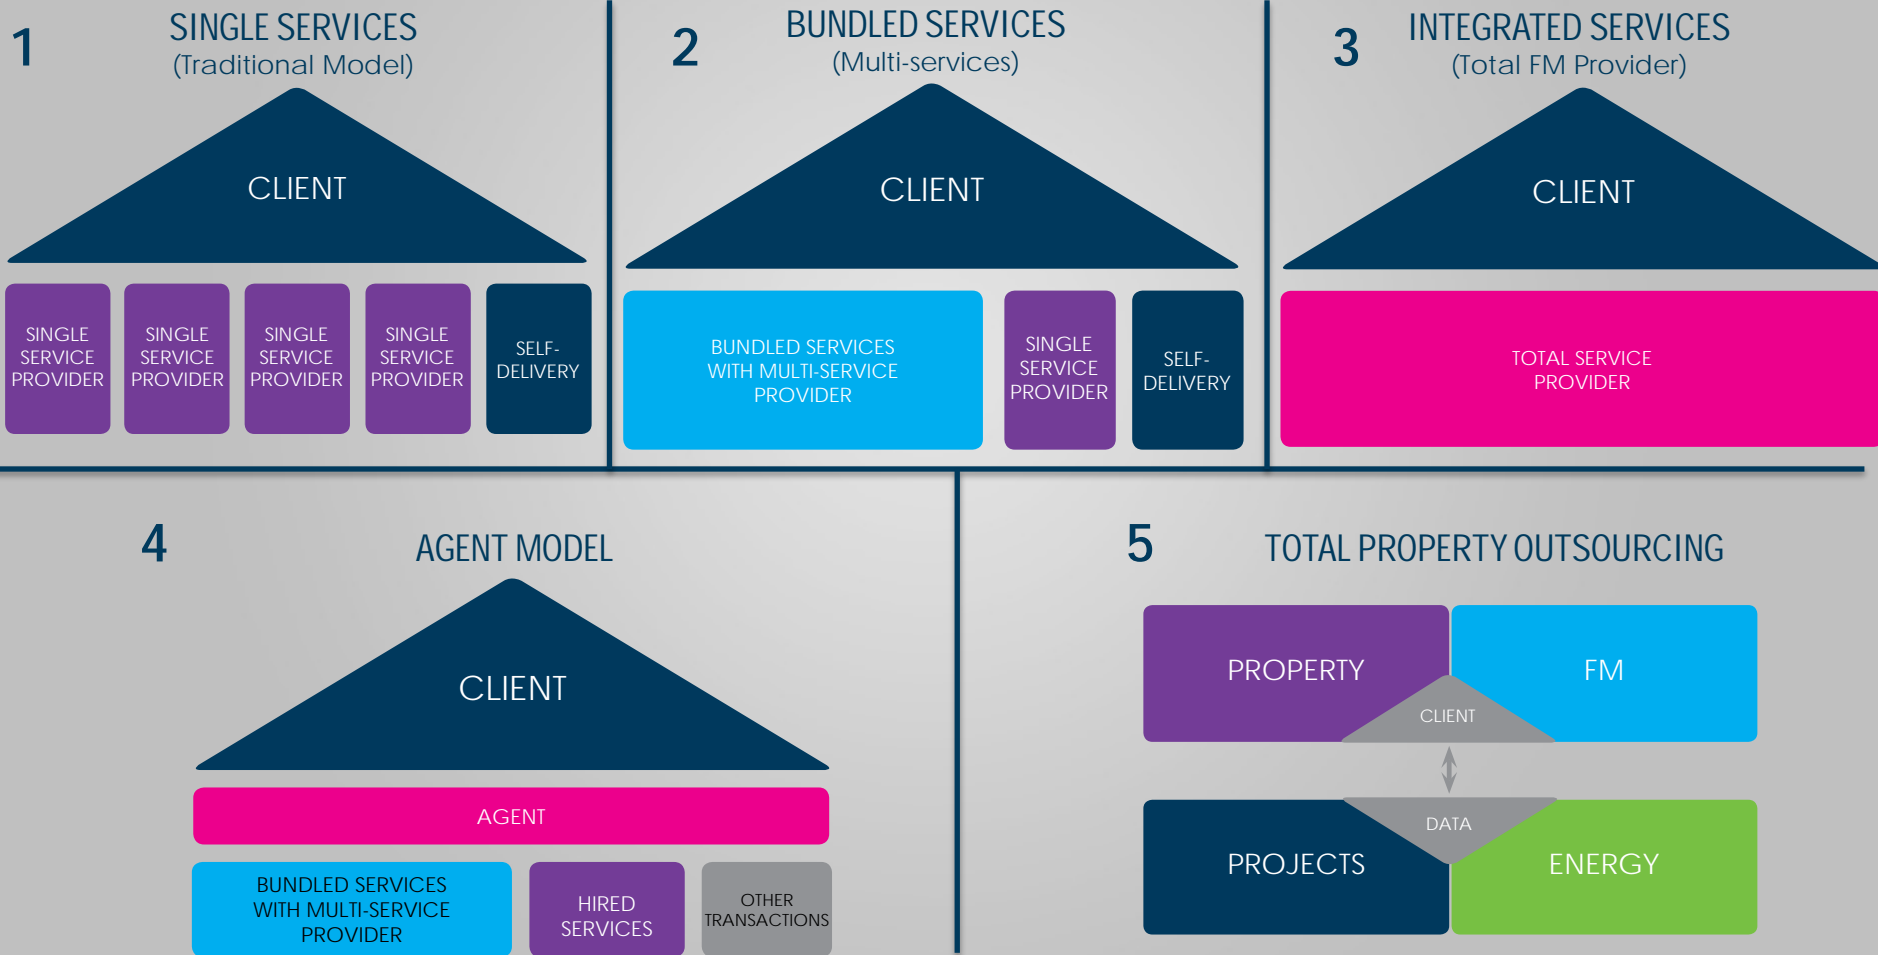 1
SINGLE SERVICES
(Traditional Model)
CLIENT
SINGLE
SERVICE
PROVIDER
SINGLE
SERVICE
PROVIDER
SINGLE
SERVICE
PROVIDER
SINGLE
SERVICE
PROVIDER
SELF-
DELIVERY
2
BUNDLED SERVICES
(Multi-services)
CLIENT
BUNDLED SERVICES
WITH MULTI-SERVICE
PROVIDER
SINGLE
SERVICE
PROVIDER
SELF-
DELIVERY
3
INTEGRATED SERVICES
(Total FM Provider)
CLIENT
TOTAL SERVICE
PROVIDER
4
AGENT MODEL
CLIENT
AGENT
BUNDLED SERVICES
WITH MULTI-SERVICE
PROVIDER
HIRED
SERVICES
OTHER
TRANSACTIONS
5
TOTAL PROPERTY OUTSOURCING
PROPERTY
FM
CLIENT
DATA
PROJECTS
ENERGY